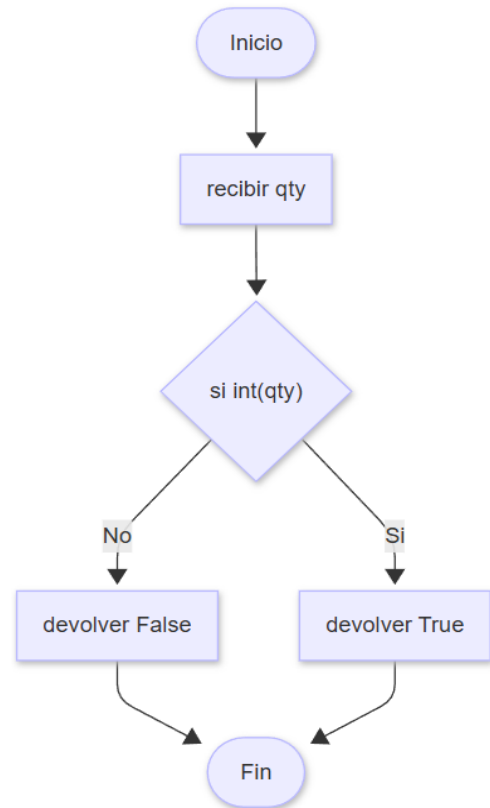 Inicio
recibir qty
si int(qty)
No
Si
devolver False
devolver True
Fin